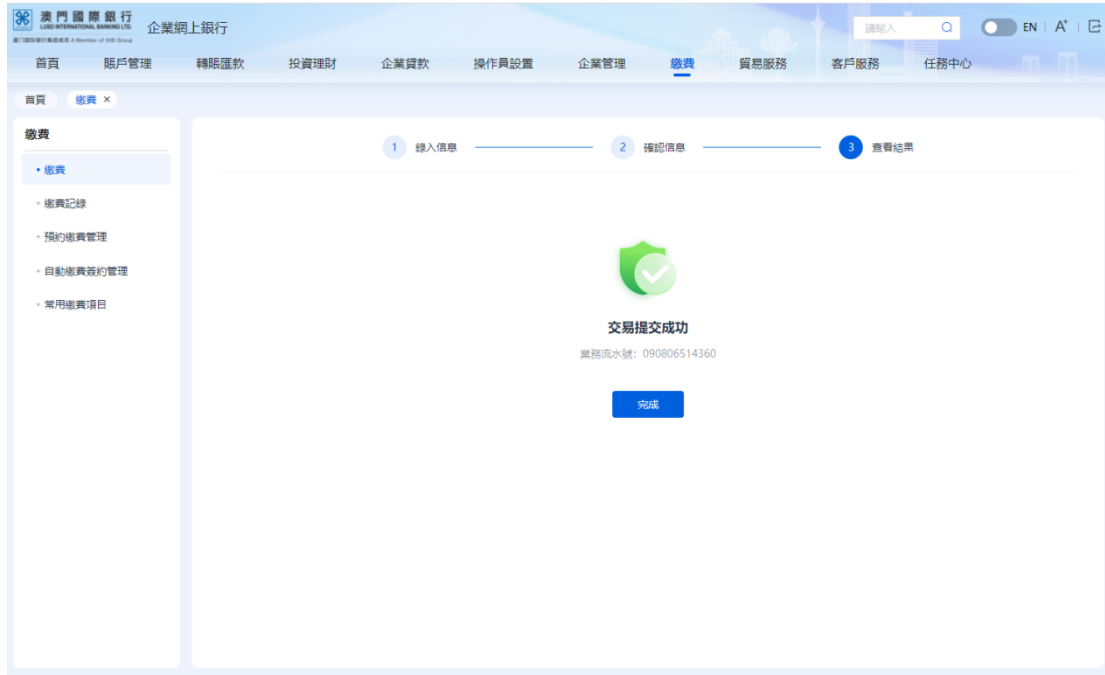 澳門國際銀行
LUSO INTERNATIONAL BANKING LTD.
企業網上銀行
請輸入
EN
A+
首頁 賬戶管理 轉賬匯款 投資理財 企業貸款 操作員設置 企業管理 繳費 貿易服務 客戶服務 任務中心
首頁 繳費 ×
繳費
繳費
繳費記錄
預約繳費管理
自動繳費簽約管理
常用繳費項目
1 錄入信息 2 確認信息 3 查看結果
交易提交成功
業務流水號：090806514360
完成